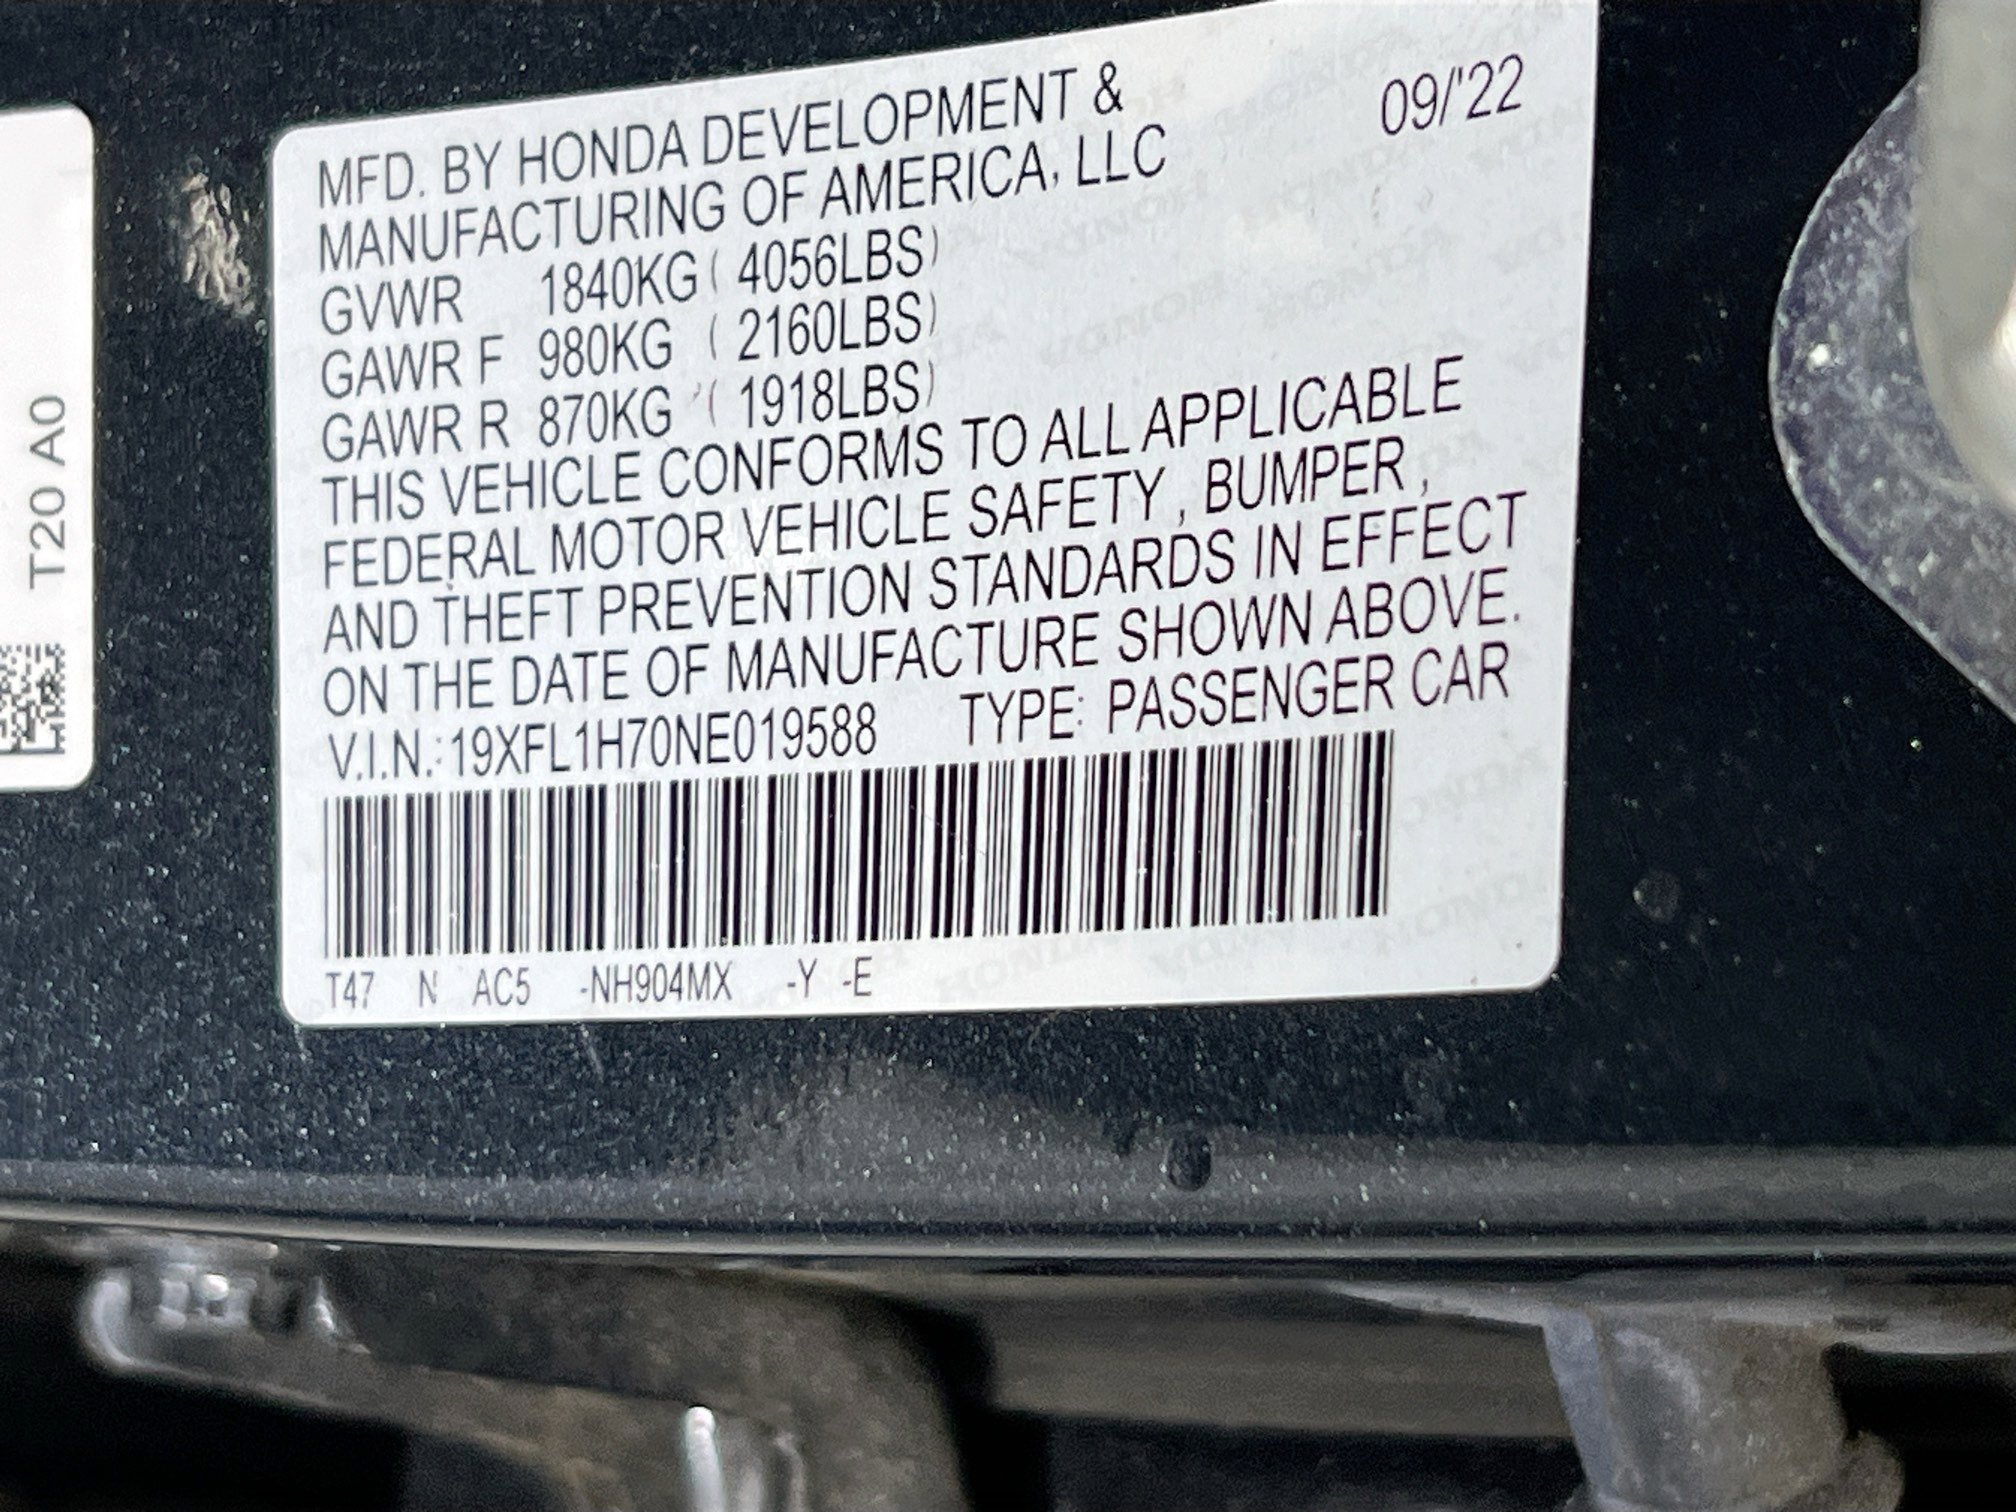 MFD. BY HONDA DEVELOPMENT & 09/'22
MANUFACTURING OF AMERICA, LLC
GVWR 1840KG ( 4056LBS)
GAWR F 980KG ( 2160LBS)
GAWR R 870KG ( 1918LBS)
THIS VEHICLE CONFORMS TO ALL APPLICABLE
FEDERAL MOTOR VEHICLE SAFETY , BUMPER ,
AND THEFT PREVENTION STANDARDS IN EFFECT
ON THE DATE OF MANUFACTURE SHOWN ABOVE.
V.I.N.: 19XFL1H70NE019588 TYPE: PASSENGER CAR
T47 N AC5 -NH904MX -Y -E
T20 A0